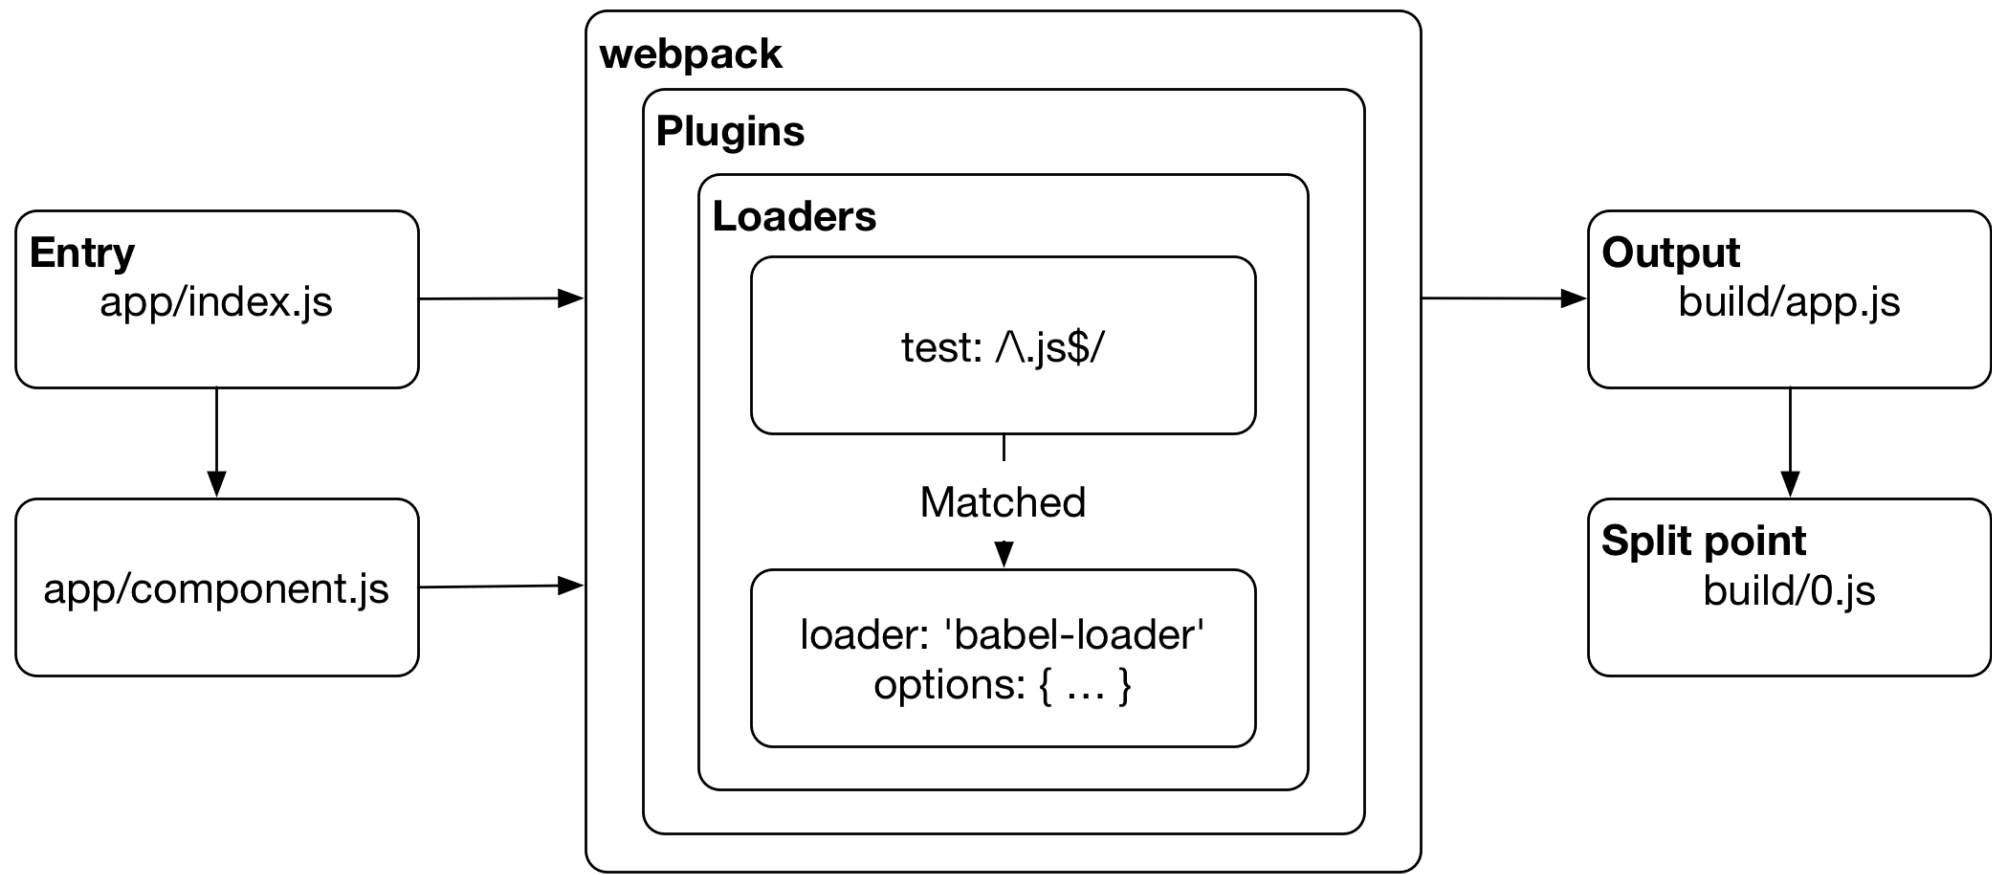 webpack
Plugins
Loaders
Entry
app/index.js
app/component.js
test: /\.js$/
Matched
loader: 'babel-loader'
options: { … }
Output
build/app.js
Split point
build/0.js